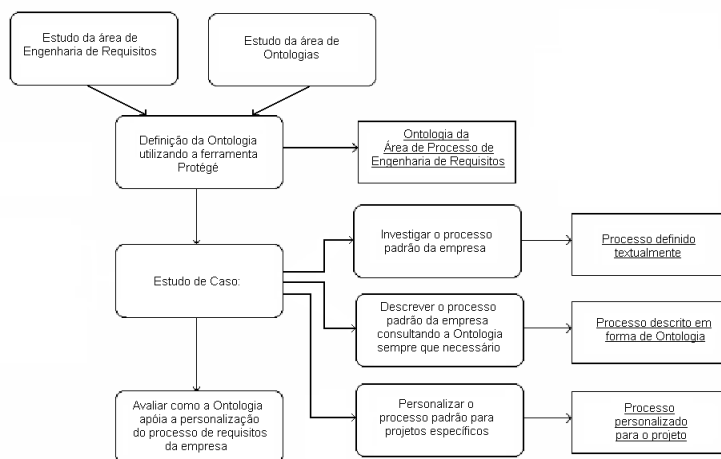 Estudo da área de
Engenharia de Requisitos
Estudo da área de
Ontologias
Definição da Ontologia
utilizando a ferramenta
Protégé
Ontologia da
Área de Processo de
Engenharia de Requisitos
Investigar o processo
padrão da empresa
Processo definido
textualmente
Estudo de Caso:
Descrever o processo
padrão da empresa
consultando a Ontologia
sempre que necessário
Processo descrito em
forma de Ontologia
Avaliar como a Ontologia
apóia a personalização
do processo de requisitos
da empresa
Personalizar o
processo padrão para
projetos específicos
Processo
personalizado
para o projeto